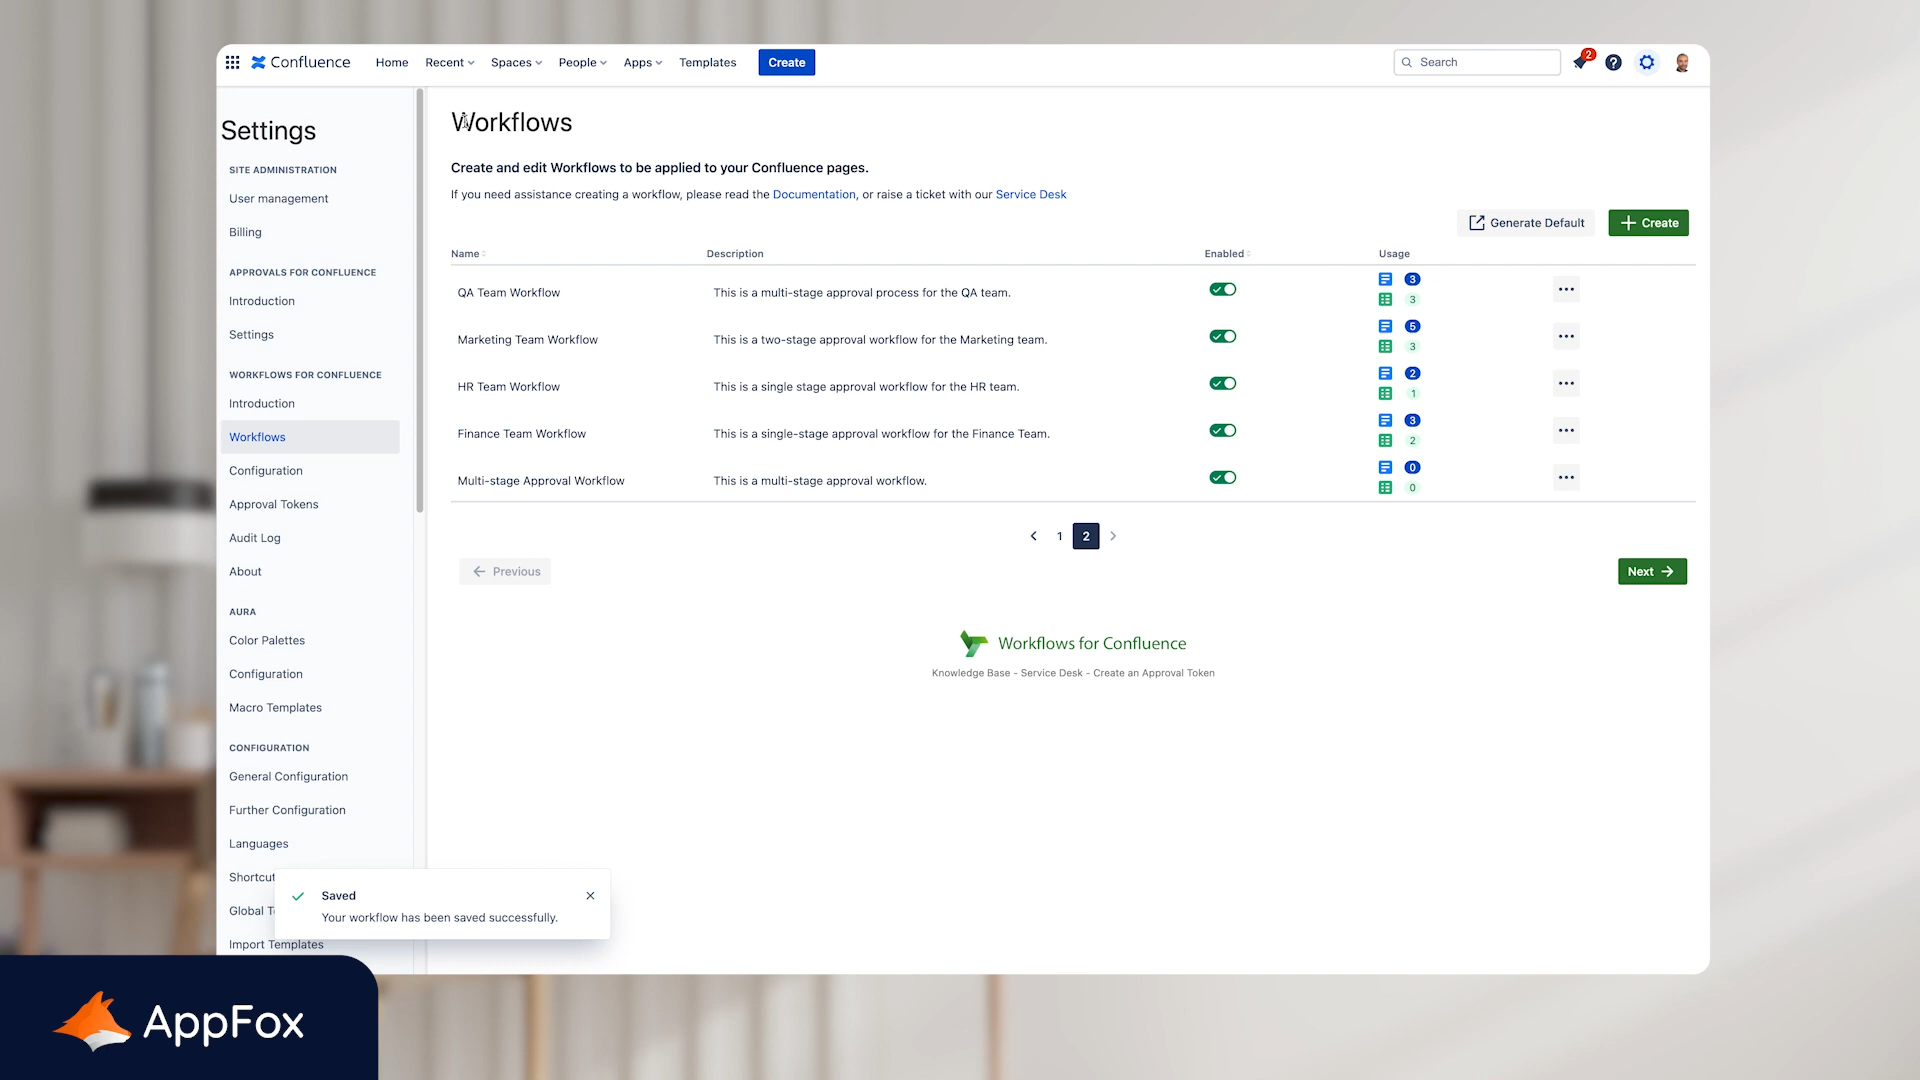 Confluence
Home
Recent
Spaces
People
Apps
Templates
Create
Search
2
Settings
SITE ADMINISTRATION
User management
Billing
APPROVALS FOR CONFLUENCE
Introduction
Settings
WORKFLOWS FOR CONFLUENCE
Introduction
Workflows
Configuration
Approval Tokens
Audit Log
About
AURA
Color Palettes
Configuration
Macro Templates
CONFIGURATION
General Configuration
Further Configuration
Languages
Shortcut
Global T
Import Templates
Workflows
Create and edit Workflows to be applied to your Confluence pages.
If you need assistance creating a workflow, please read the Documentation, or raise a ticket with our Service Desk
Generate Default
Create
Name Description Enabled Usage
QA Team Workflow This is a multi-stage approval process for the QA team. 3
3
Marketing Team Workflow This is a two-stage approval workflow for the Marketing team. 5
3
HR Team Workflow This is a single stage approval workflow for the HR team. 2
1
Finance Team Workflow This is a single-stage approval workflow for the Finance Team. 3
2
Multi-stage Approval Workflow This is a multi-stage approval workflow. 0
0
1 2
Previous
Next
Workflows for Confluence
Knowledge Base - Service Desk - Create an Approval Token
Saved
Your workflow has been saved successfully.
AppFox